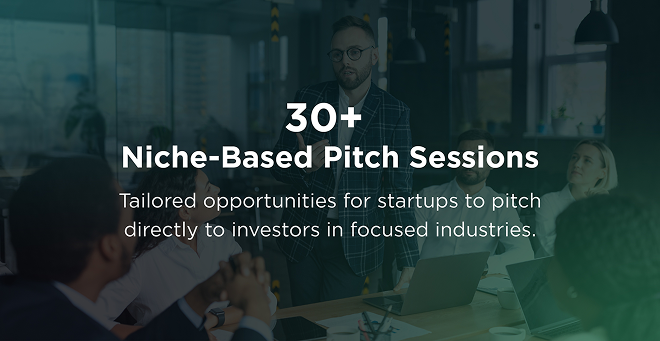 30+
Niche-Based Pitch Sessions
Tailored opportunities for startups to pitch
directly to investors in focused industries.